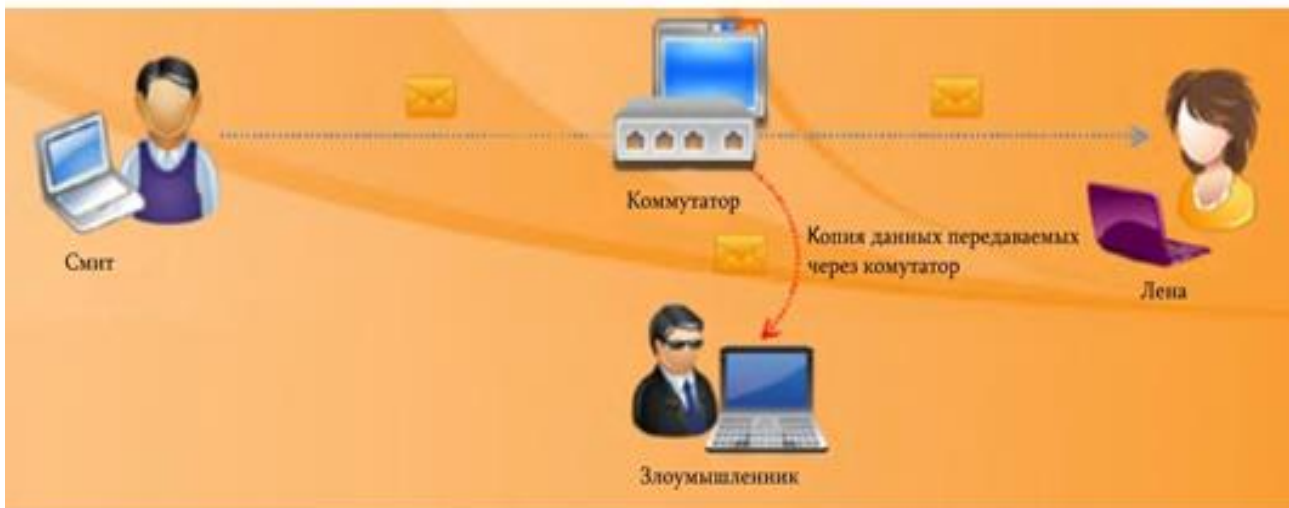 Коммутатор
Копия данных передаваемых
через комутатор
Смит
Лена
Злоумышленник